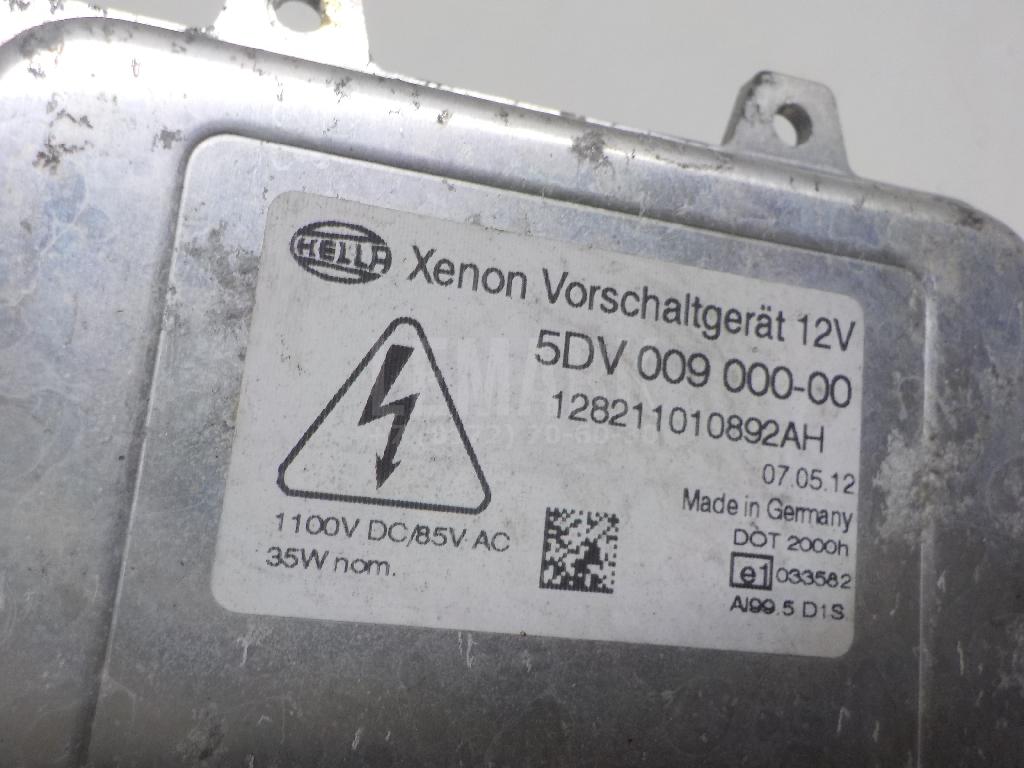 HELLA
Xenon Vorschaltgerät 12V
5DV 009 000-00
128211010892AH
07.05.12
Made in Germany
DOT 2000h
e1 033582
Al99.5 D1S
1100V DC/85V AC
35W nom.